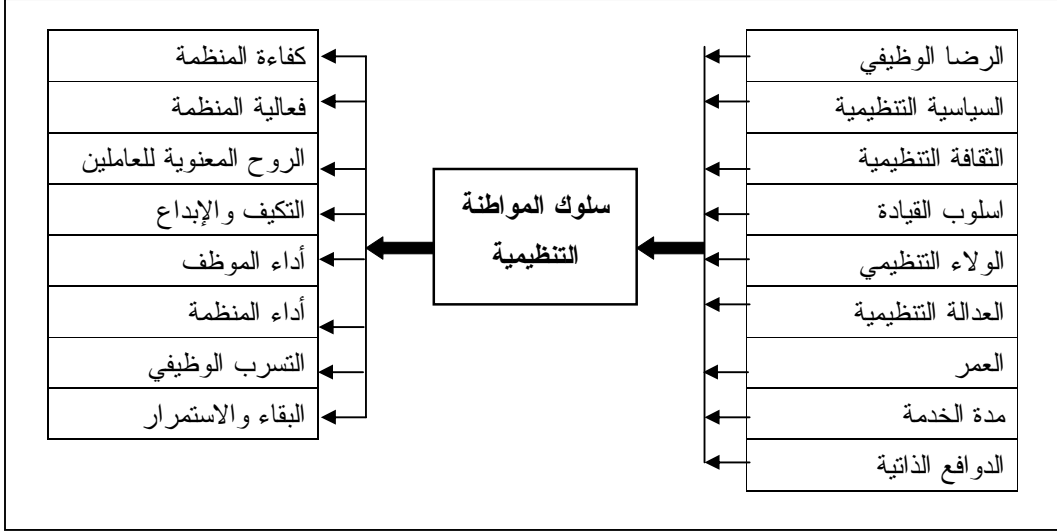 الرضا الوظيفي
السياسية التنظيمية
الثقافة التنظيمية
اسلوب القيادة
الولاء التنظيمي
العدالة التنظيمية
العمر
مدة الخدمة
الدوافع الذاتية
سلوك المواطنة
التنظيمية
كفاءة المنظمة
فعالية المنظمة
الروح المعنوية للعاملين
التكيف والإبداع
أداء الموظف
أداء المنظمة
التسرب الوظيفي
البقاء والاستمرار